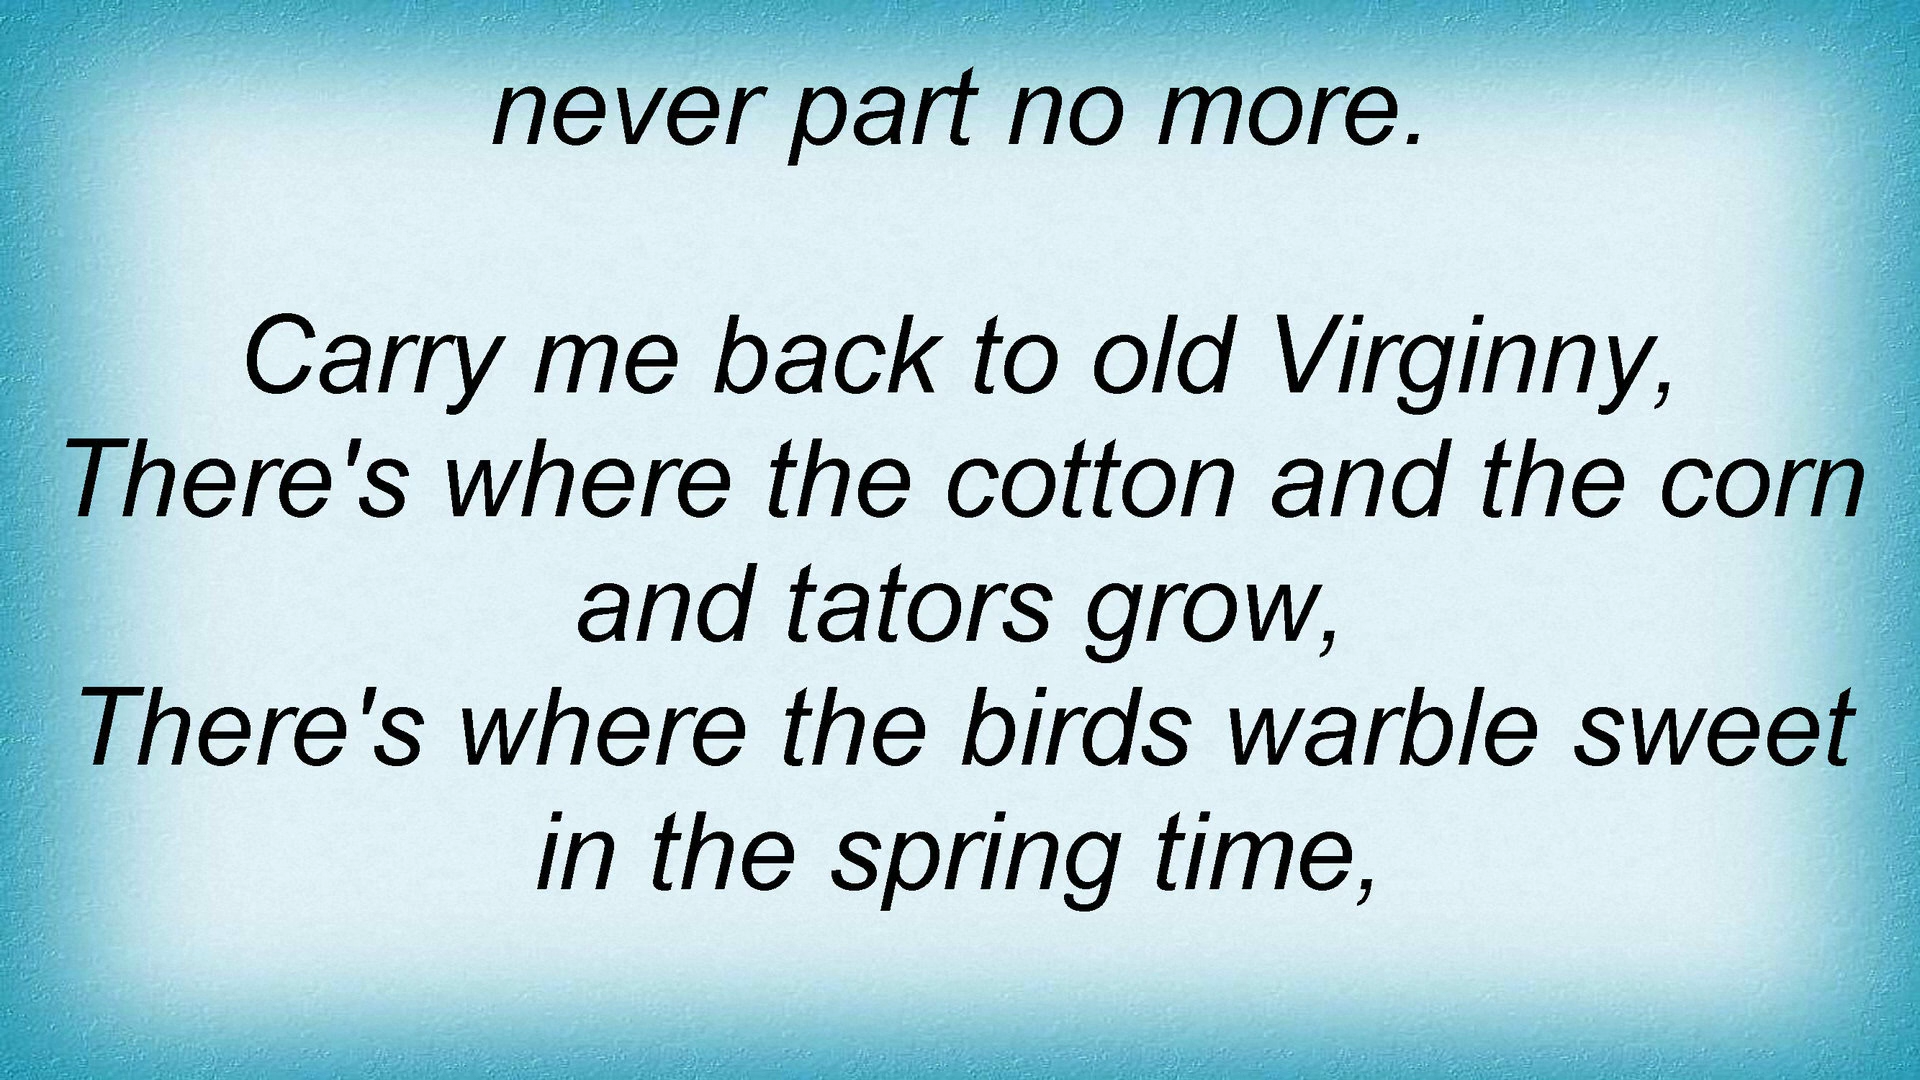 never part no more.
Carry me back to old Virginny,
There's where the cotton and the corn
and tators grow,
There's where the birds warble sweet
in the spring time,